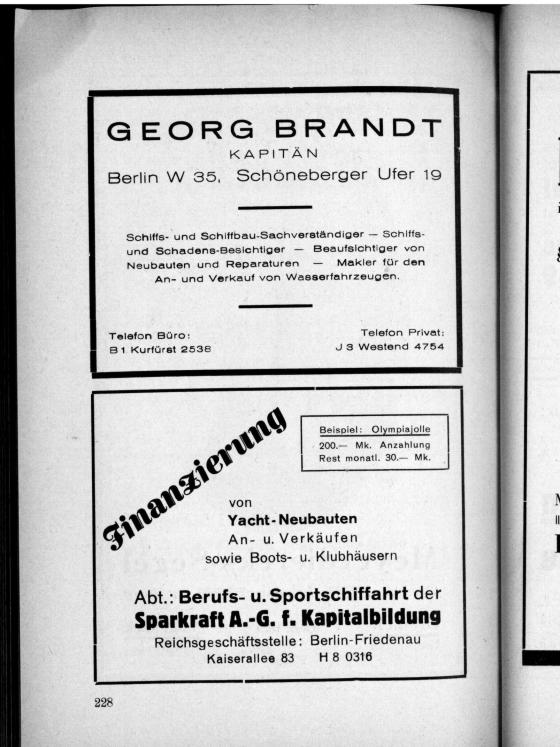 GEORG BRANDT
KAPITÄN
Berlin W 35, Schöneberger Ufer 19
Schiffs- und Schiffbau-Sachverständiger — Schiffs-
und Schadens-Besichtiger — Beaufsichtiger von
Neubauten und Reparaturen — Makler für den
An- und Verkauf von Wasserfahrzeugen.
Telefon Büro:
B 1 Kurfürst 2538
Telefon Privat:
J 3 Westend 4754
Finanzierung
Beispiel: Olympiajolle
200.— Mk. Anzahlung
Rest monatl. 30.— Mk.
von
Yacht-Neubauten
An- u. Verkäufen
sowie Boots- u. Klubhäusern
Abt.: Berufs- u. Sportschiffahrt der
Sparkraft A.-G. f. Kapitalbildung
Reichsgeschäftsstelle: Berlin-Friedenau
Kaiserallee 83 H 8 0316
228